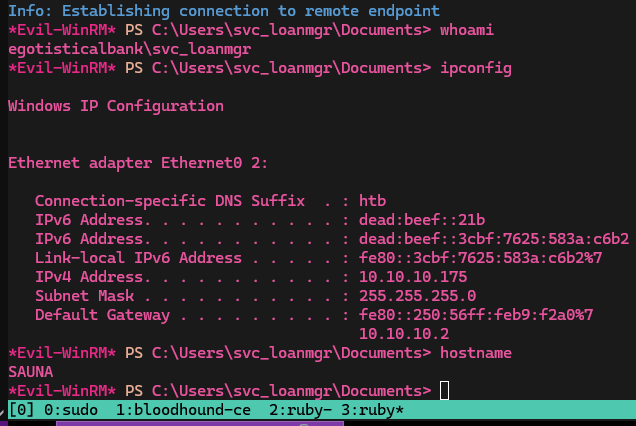 Info: Establishing connection to remote endpoint
*Evil-WinRM* PS C:\Users\svc_loanmgr\Documents> whoami
egotisticalbank\svc_loanmgr
*Evil-WinRM* PS C:\Users\svc_loanmgr\Documents> ipconfig
Windows IP Configuration
Ethernet adapter Ethernet0 2:
Connection-specific DNS Suffix  . : htb
IPv6 Address. . . . . . . . . . . : dead:beef::21b
IPv6 Address. . . . . . . . . . . : dead:beef::3cbf:7625:583a:c6b2
Link-local IPv6 Address . . . . . : fe80::3cbf:7625:583a:c6b2%7
IPv4 Address. . . . . . . . . . . : 10.10.10.175
Subnet Mask . . . . . . . . . . . : 255.255.255.0
Default Gateway . . . . . . . . . : fe80::250:56ff:feb9:f2a0%7
10.10.10.2
*Evil-WinRM* PS C:\Users\svc_loanmgr\Documents> hostname
SAUNA
*Evil-WinRM* PS C:\Users\svc_loanmgr\Documents>
[0] 0:sudo  1:bloodhound-ce  2:ruby- 3:ruby*